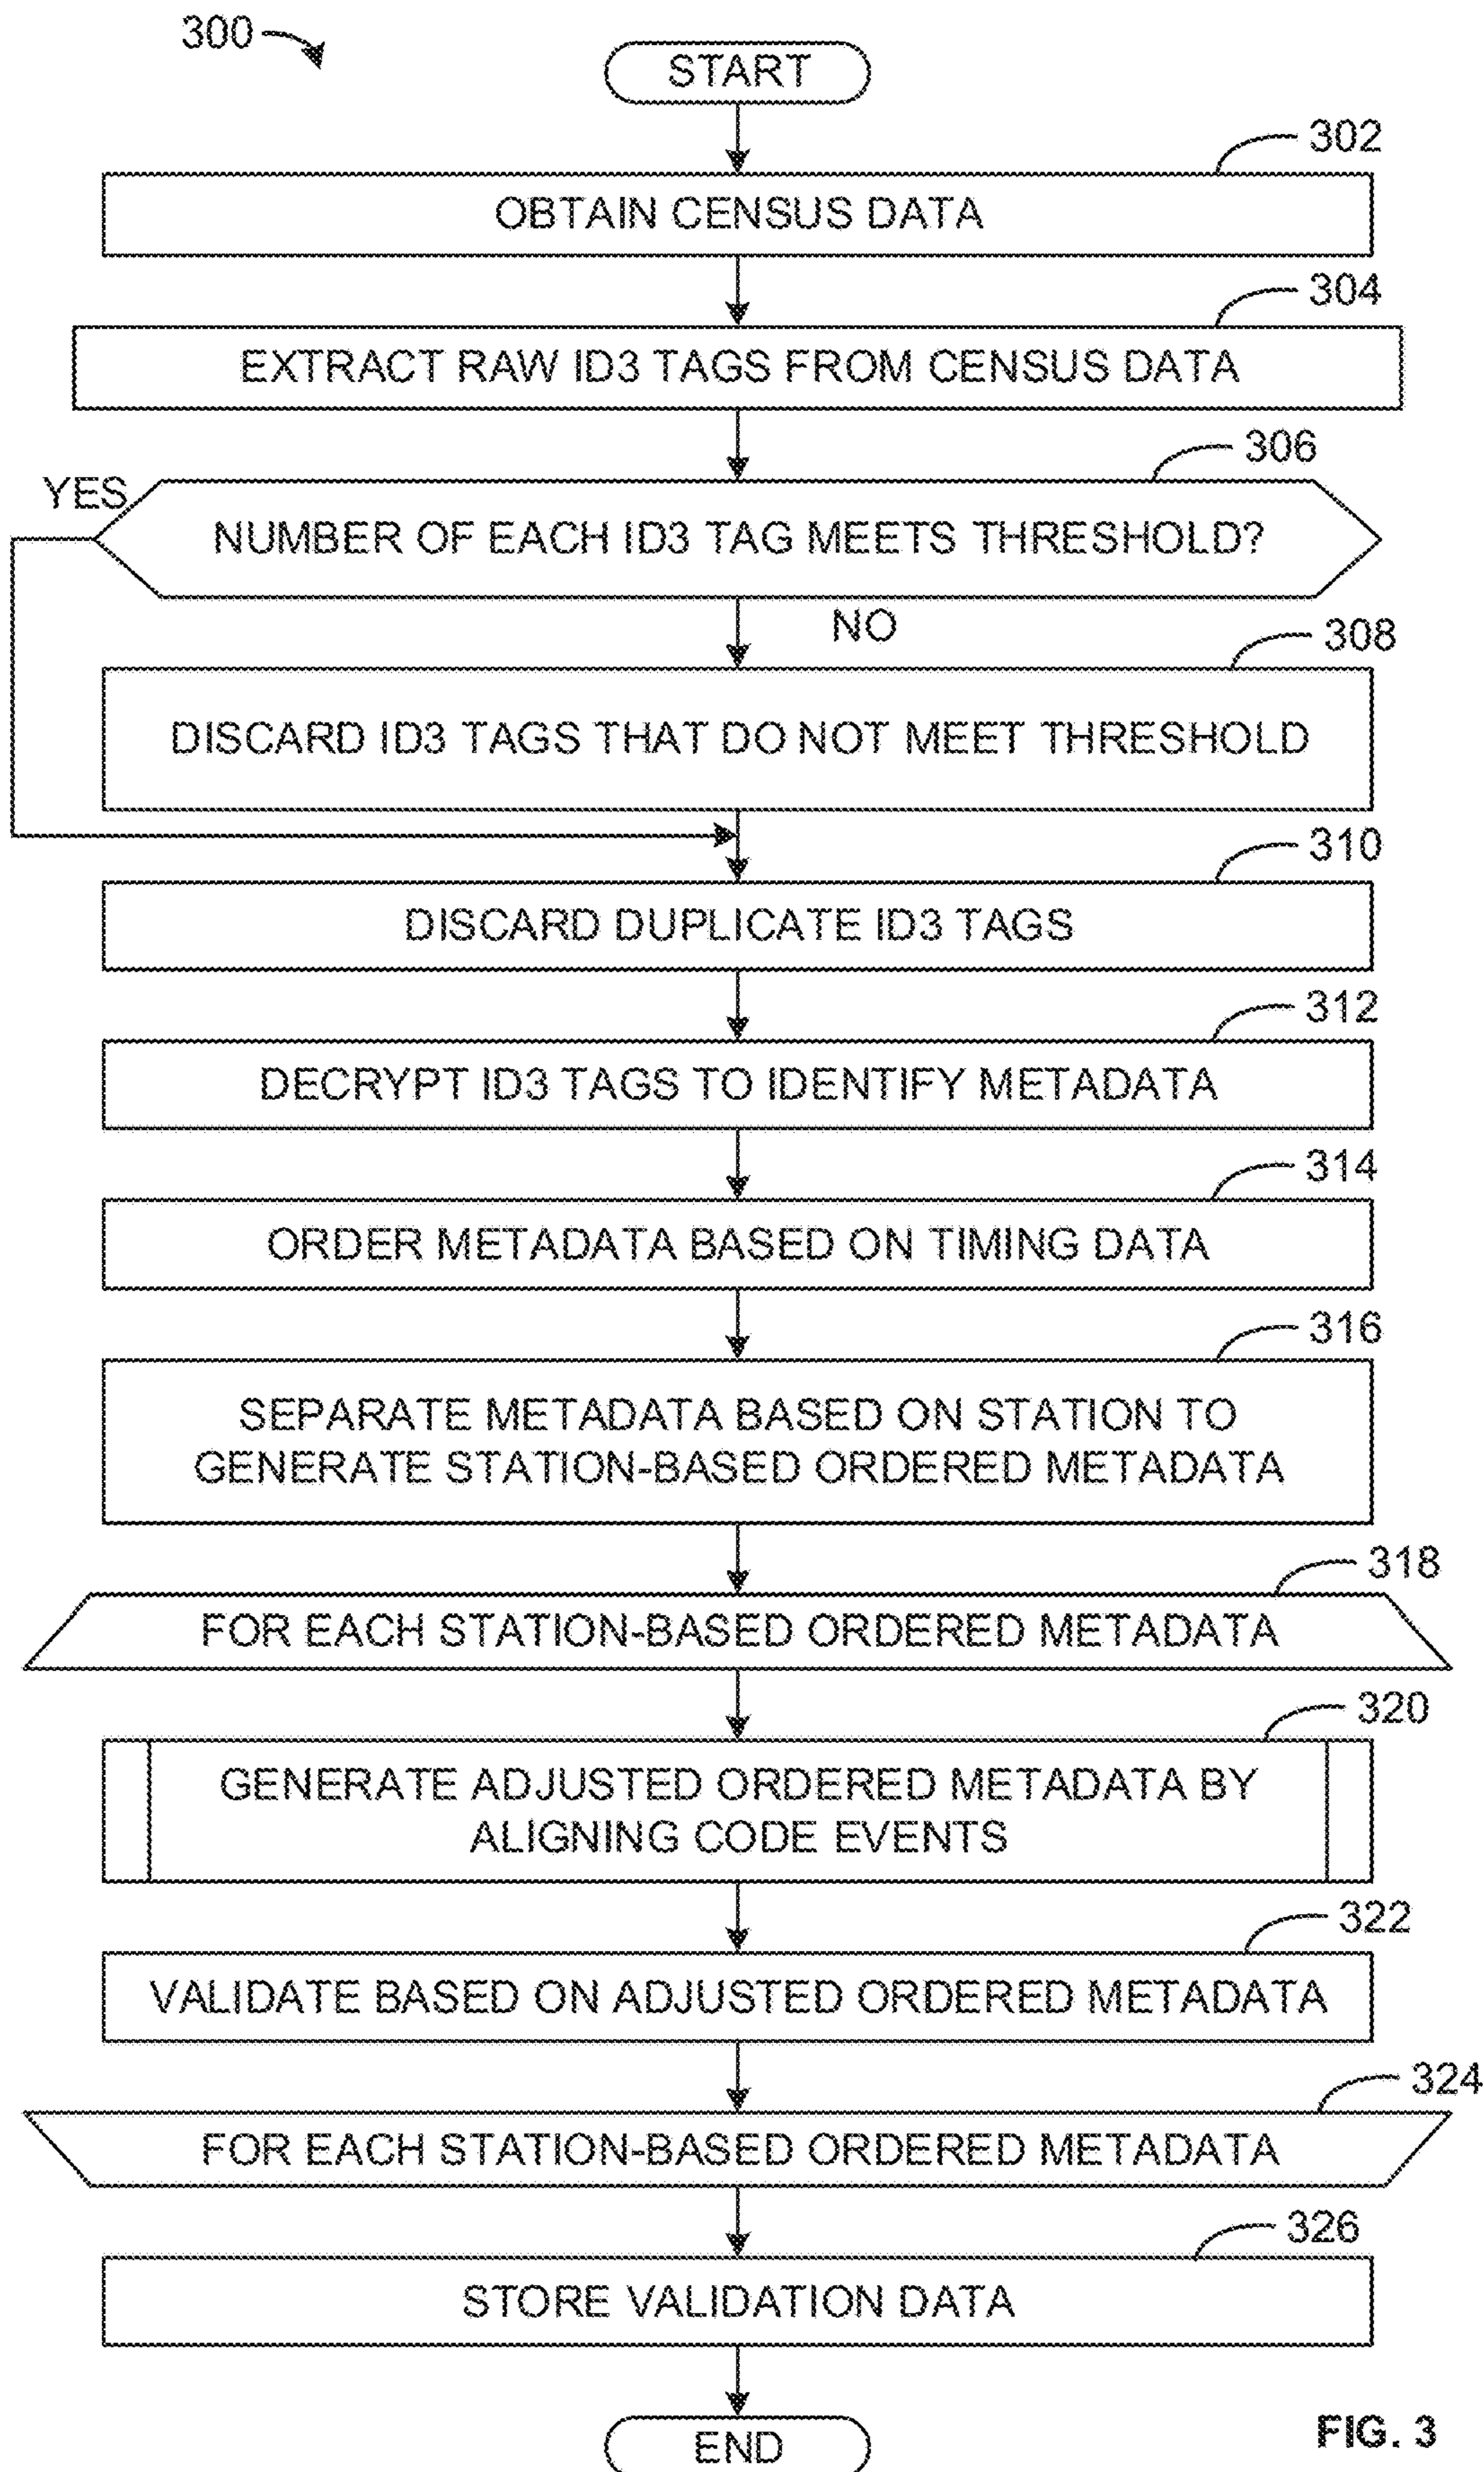 300
START
302
OBTAIN CENSUS DATA
304
EXTRACT RAW ID3 TAGS FROM CENSUS DATA
306
YES
NUMBER OF EACH ID3 TAG MEETS THRESHOLD?
NO
308
DISCARD ID3 TAGS THAT DO NOT MEET THRESHOLD
310
DISCARD DUPLICATE ID3 TAGS
312
DECRYPT ID3 TAGS TO IDENTIFY METADATA
314
ORDER METADATA BASED ON TIMING DATA
316
SEPARATE METADATA BASED ON STATION TO
GENERATE STATION-BASED ORDERED METADATA
318
FOR EACH STATION-BASED ORDERED METADATA
320
GENERATE ADJUSTED ORDERED METADATA BY
ALIGNING CODE EVENTS
322
VALIDATE BASED ON ADJUSTED ORDERED METADATA
324
FOR EACH STATION-BASED ORDERED METADATA
326
STORE VALIDATION DATA
END
FIG. 3